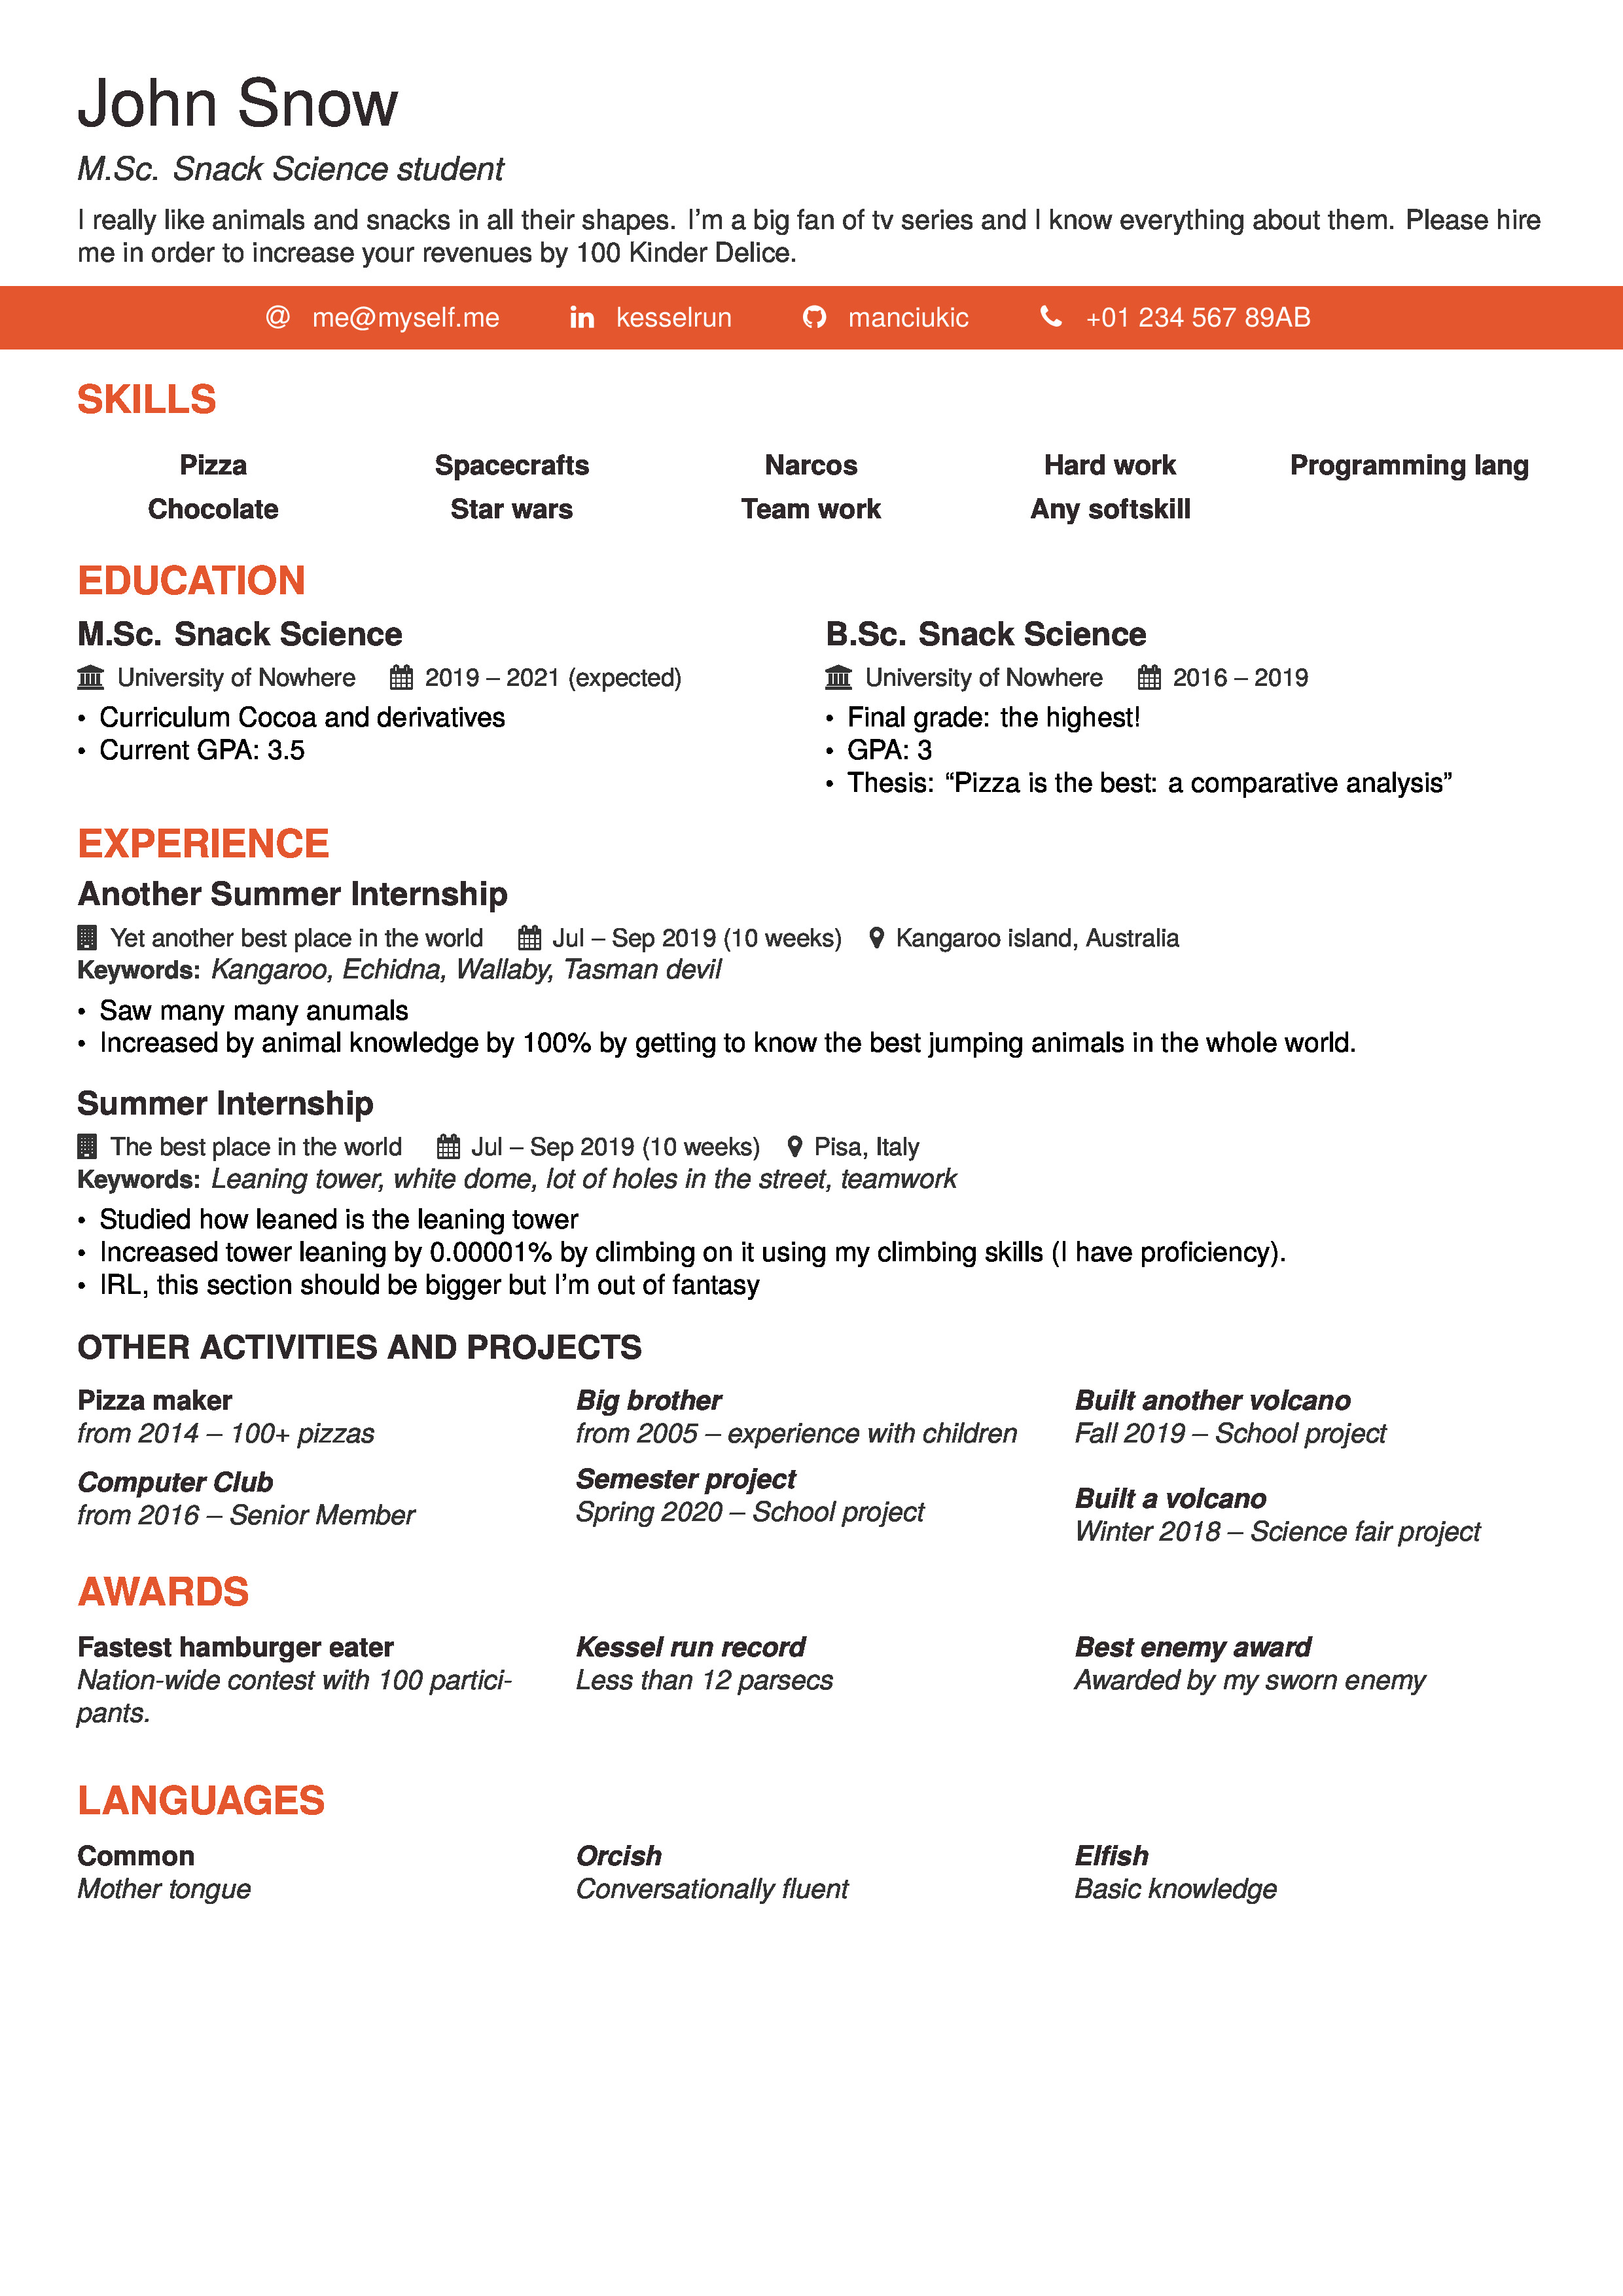 John Snow
M.Sc. Snack Science student
I really like animals and snacks in all their shapes. I'm a big fan of tv series and I know everything about them. Please hire
me in order to increase your revenues by 100 Kinder Delice.
@ me@myself.me in kesselrun manciukic +01 234 567 89AB
SKILLS
Pizza Spacecrafts Narcos Hard work Programming lang
Chocolate Star wars Team work Any softskill
EDUCATION
M.Sc. Snack Science
University of Nowhere 2019 – 2021 (expected)
• Curriculum Cocoa and derivatives
• Current GPA: 3.5
B.Sc. Snack Science
University of Nowhere 2016 – 2019
• Final grade: the highest!
• GPA: 3
• Thesis: “Pizza is the best: a comparative analysis”
EXPERIENCE
Another Summer Internship
Yet another best place in the world Jul – Sep 2019 (10 weeks) Kangaroo island, Australia
Keywords: Kangaroo, Echidna, Wallaby, Tasman devil
• Saw many many anumals
• Increased by animal knowledge by 100% by getting to know the best jumping animals in the whole world.
Summer Internship
The best place in the world Jul – Sep 2019 (10 weeks) Pisa, Italy
Keywords: Leaning tower, white dome, lot of holes in the street, teamwork
• Studied how leaned is the leaning tower
• Increased tower leaning by 0.00001% by climbing on it using my climbing skills (I have proficiency).
• IRL, this section should be bigger but I'm out of fantasy
OTHER ACTIVITIES AND PROJECTS
Pizza maker
from 2014 – 100+ pizzas
Computer Club
from 2016 – Senior Member
Big brother
from 2005 – experience with children
Semester project
Spring 2020 – School project
Built another volcano
Fall 2019 – School project
Built a volcano
Winter 2018 – Science fair project
AWARDS
Fastest hamburger eater
Nation-wide contest with 100 partici-
pants.
Kessel run record
Less than 12 parsecs
Best enemy award
Awarded by my sworn enemy
LANGUAGES
Common
Mother tongue
Orcish
Conversationally fluent
Elfish
Basic knowledge